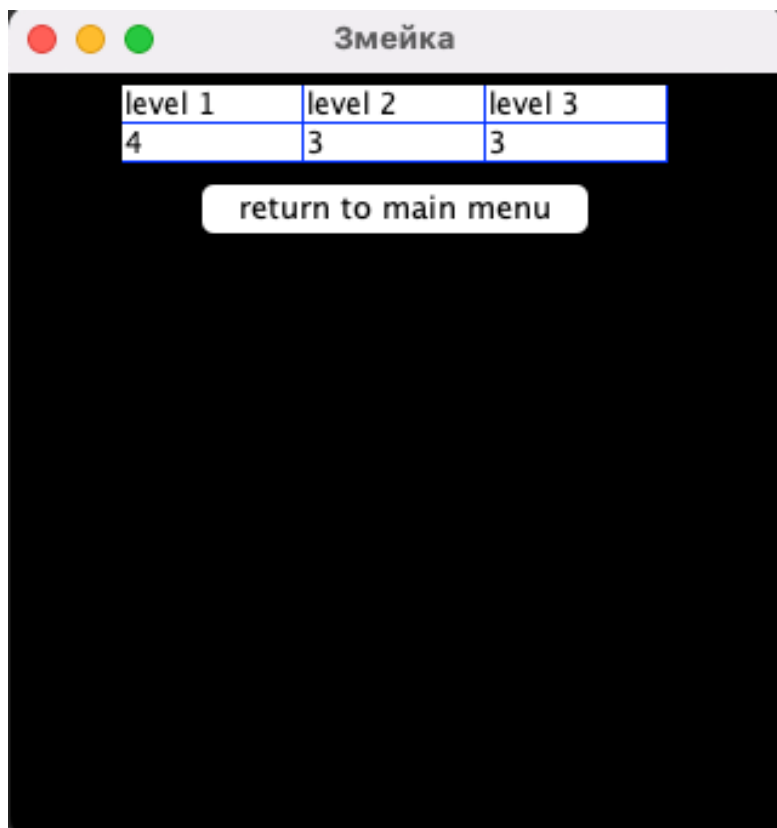 Змейка
level 1 level 2 level 3
4 3 3
return to main menu